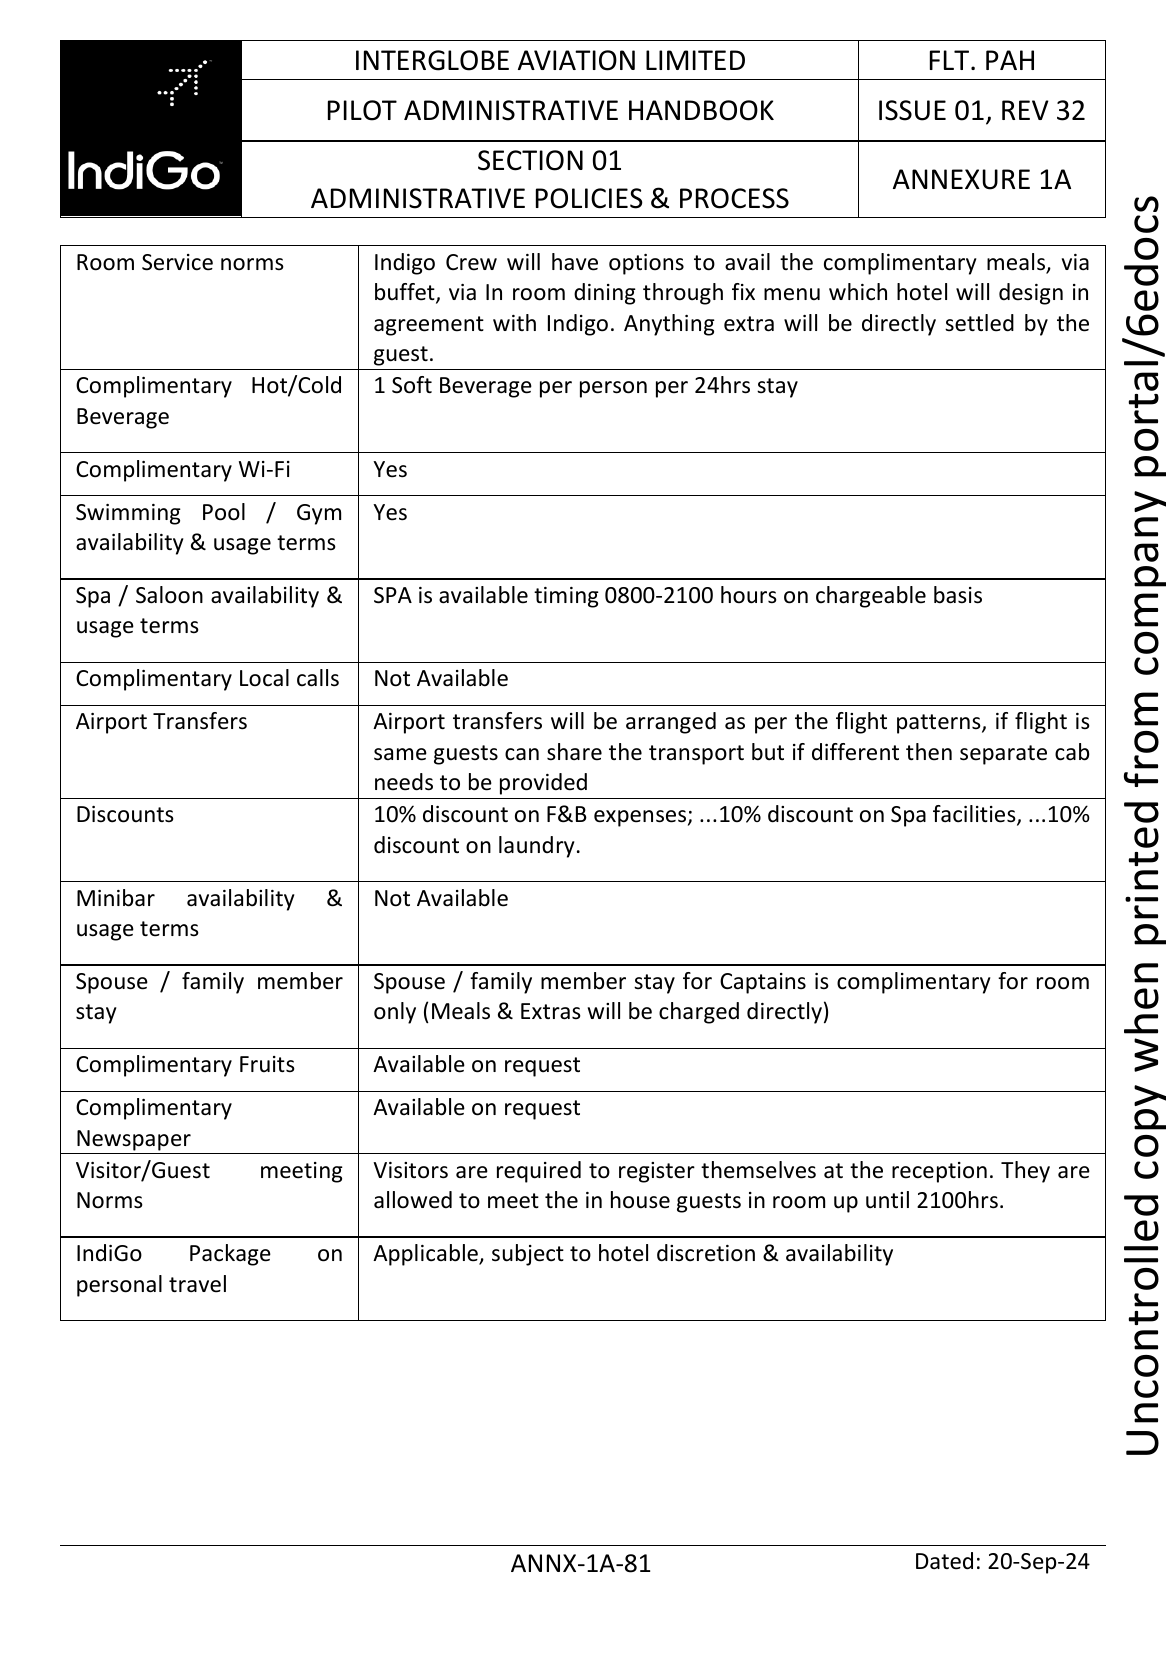 IndiGo
INTERGLOBE AVIATION LIMITED
FLT. PAH
PILOT ADMINISTRATIVE HANDBOOK
ISSUE 01, REV 32
SECTION 01
ADMINISTRATIVE POLICIES & PROCESS
ANNEXURE 1A
Room Service norms
Indigo Crew will have options to avail the complimentary meals, via
buffet, via In room dining through fix menu which hotel will design in
agreement with Indigo. Anything extra will be directly settled by the
guest.
Complimentary Hot/Cold
Beverage
1 Soft Beverage per person per 24hrs stay
Complimentary Wi-Fi
Yes
Swimming Pool / Gym
availability & usage terms
Yes
Spa / Saloon availability &
usage terms
SPA is available timing 0800-2100 hours on chargeable basis
Complimentary Local calls
Not Available
Airport Transfers
Airport transfers will be arranged as per the flight patterns, if flight is
same guests can share the transport but if different then separate cab
needs to be provided
Discounts
10% discount on F&B expenses; ...10% discount on Spa facilities, ...10%
discount on laundry.
Minibar availability &
usage terms
Not Available
Spouse / family member
stay
Spouse / family member stay for Captains is complimentary for room
only (Meals & Extras will be charged directly)
Complimentary Fruits
Available on request
Complimentary
Newspaper
Available on request
Visitor/Guest meeting
Norms
Visitors are required to register themselves at the reception. They are
allowed to meet the in house guests in room up until 2100hrs.
IndiGo Package on
personal travel
Applicable, subject to hotel discretion & availability
ANNX-1A-81
Dated: 20-Sep-24
Uncontrolled copy when printed from company portal/6edocs